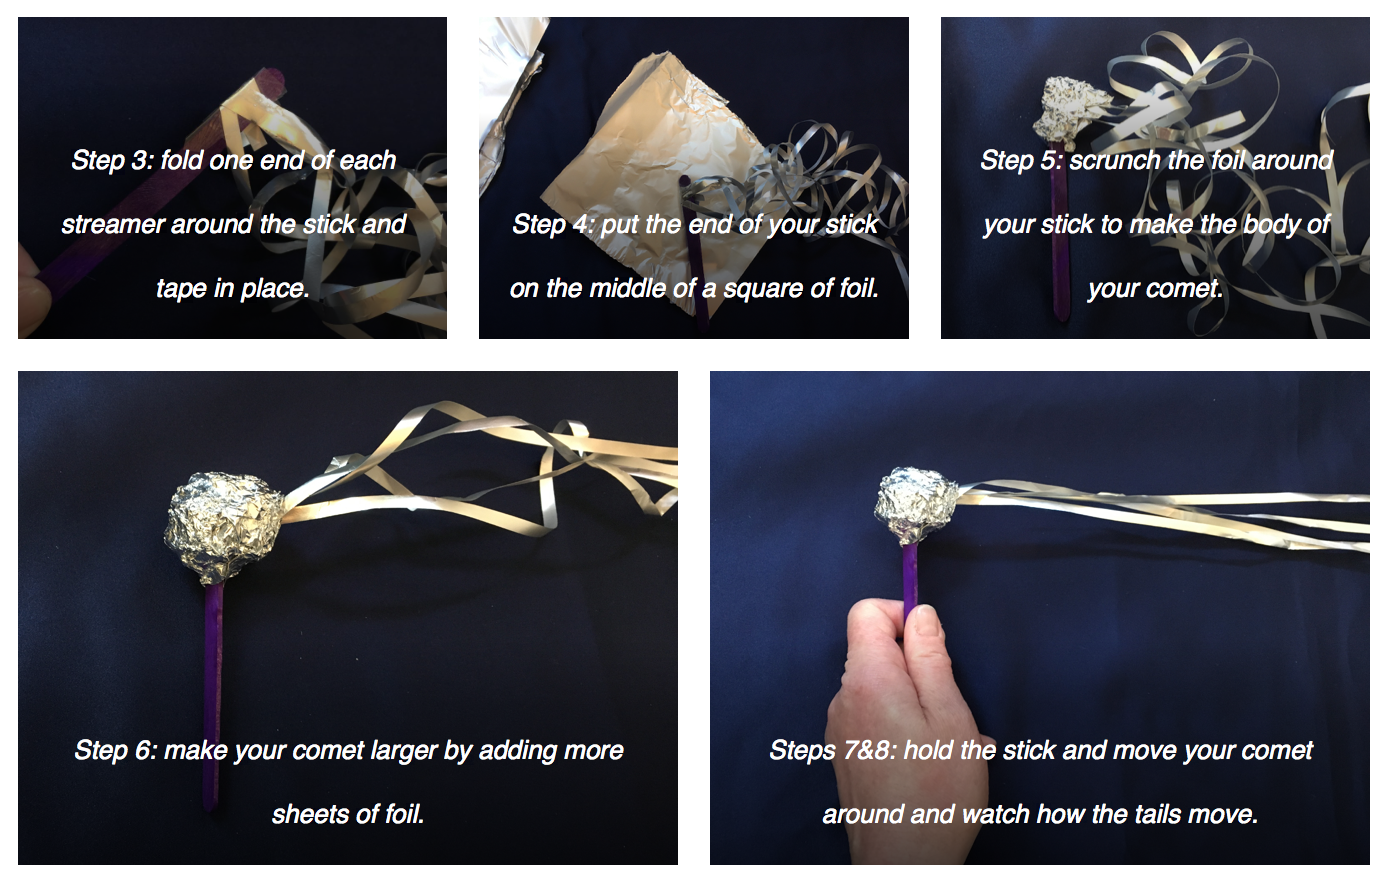 Step 3: fold one end of each
streamer around the stick and
tape in place.
Step 4: put the end of your stick
on the middle of a square of foil.
Step 5: scrunch the foil around
your stick to make the body of
your comet.
Step 6: make your comet larger by adding more
sheets of foil.
Steps 7&8: hold the stick and move your comet
around and watch how the tails move.